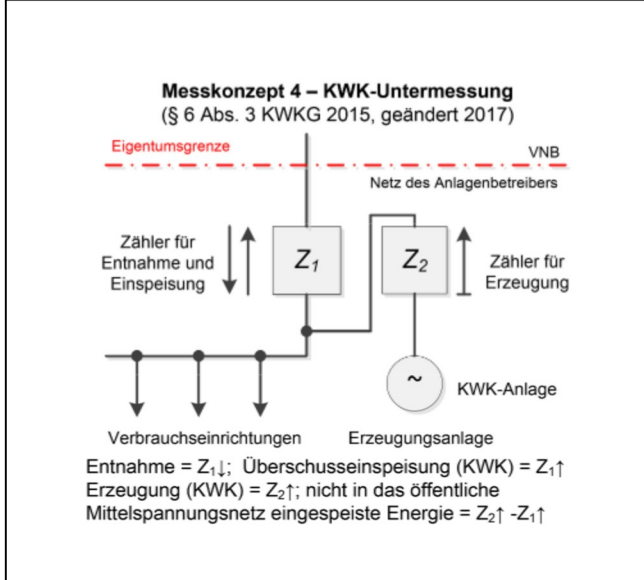 Messkonzept 4 – KWK-Untermessung
(§ 6 Abs. 3 KWKG 2015, geändert 2017)
Eigentumsgrenze
VNB
Netz des Anlagenbetreibers
Zähler für
Entnahme und
Einspeisung
Z1
Z2
Zähler für
Erzeugung
~
KWK-Anlage
Verbrauchseinrichtungen
Erzeugungsanlage
Entnahme = Z1↓; Überschusseinspeisung (KWK) = Z1↑
Erzeugung (KWK) = Z2↑; nicht in das öffentliche
Mittelspannungsnetz eingespeiste Energie = Z2↑ -Z1↑